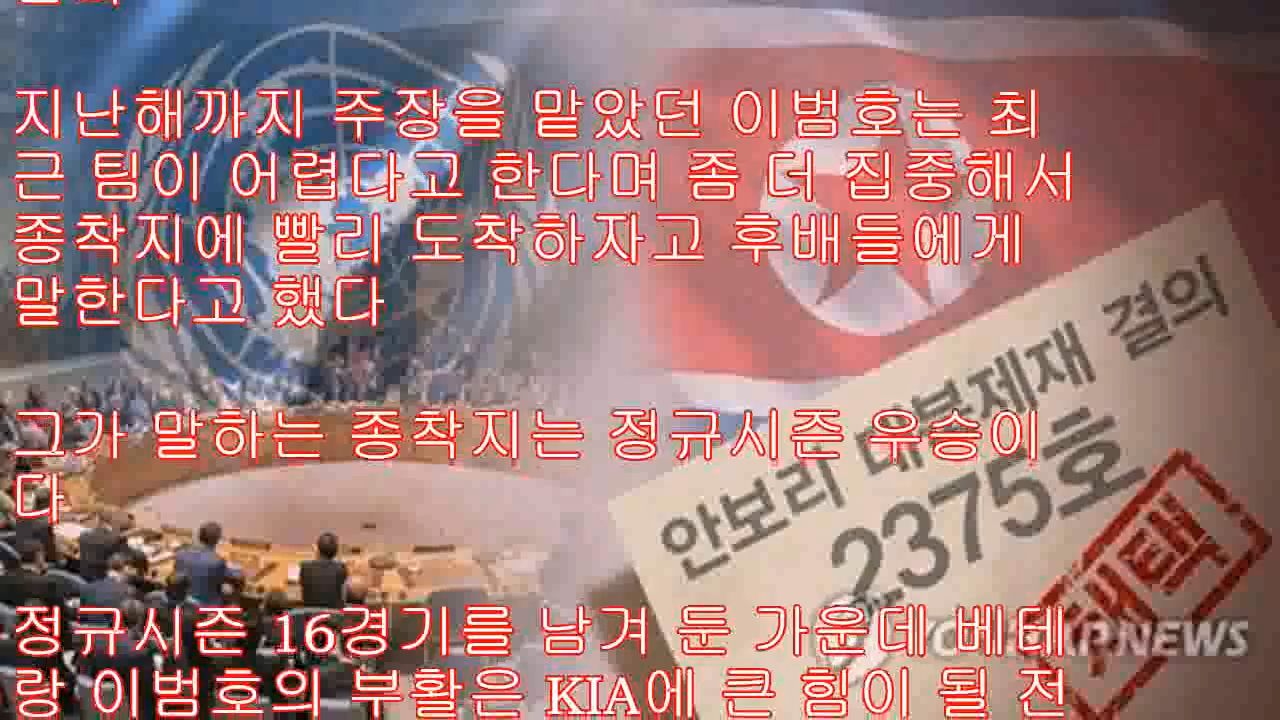 지난해까지 주장을 맡았던 이범호는 최
근 팀이 어렵다고 한다며 좀 더 집중해서
종착지에 빨리 도착하자고 후배들에게
말한다고 했다
그가 말하는 종착지는 정규시즌 우승이
다
정규시즌 16경기를 남겨 둔 가운데 베테
랑 이범호의 부활은 KIA에 큰 힘이 될 전
안보리 대북제재 결의
2375호
채택
NEWS